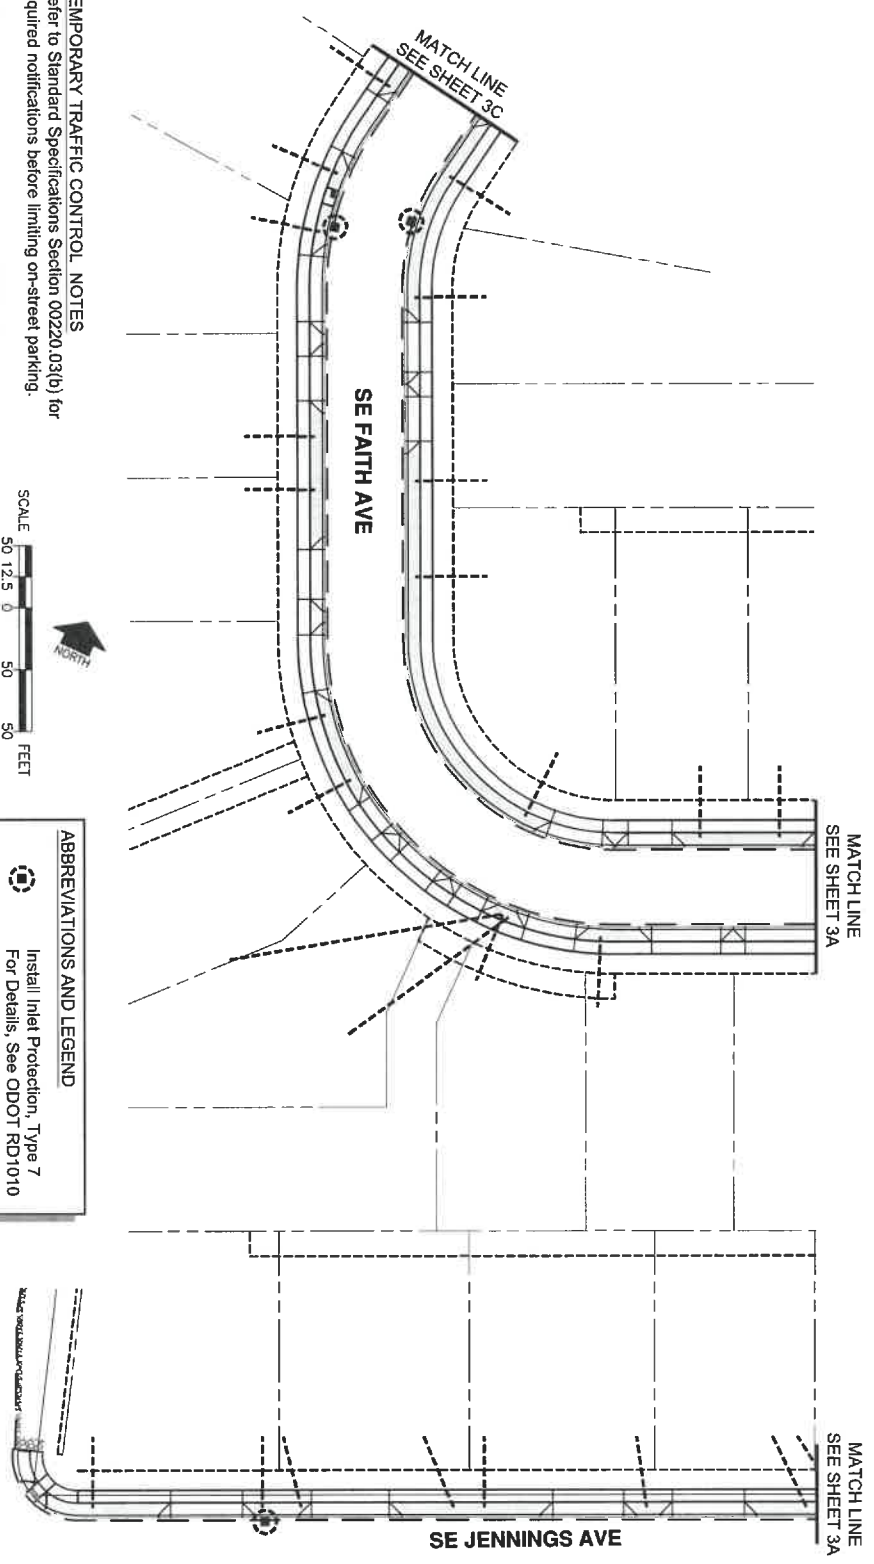 MATCH LINE
SEE SHEET 3C
SE FAITH AVE
MATCH LINE
SEE SHEET 3A
MATCH LINE
SEE SHEET 3A
SE JENNINGS AVE
EMPORARY TRAFFIC CONTROL NOTES
efer to Standard Specifications Section 00220.03(b) for
quired notifications before limiting on-street parking.
SCALE
50 12.5 0 50 50
FEET
NORTH
ABBREVIATIONS AND LEGEND
Install Inlet Protection, Type 7
For Details, See ODOT RD1010